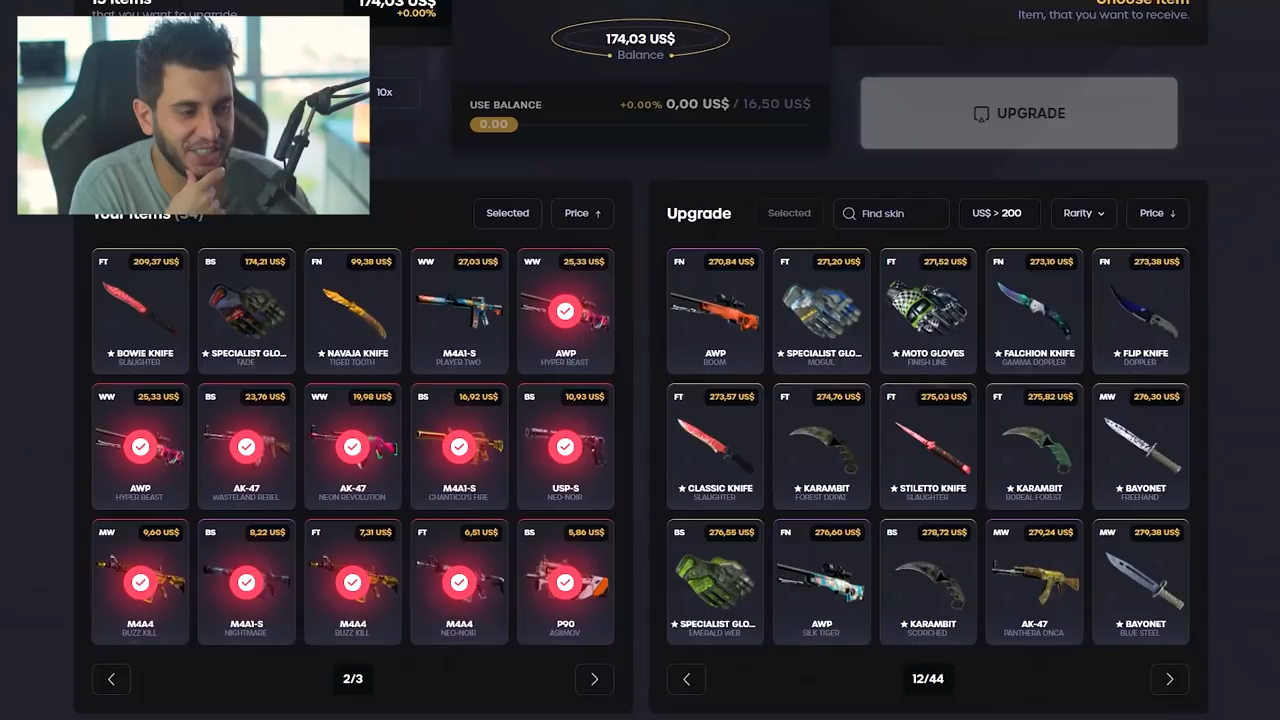 15 Items
that you want to upgrade
174,03 US$
+0.00%
174,03 US$
Balance
Choose Item
Item, that you want to receive.
10x
USE BALANCE
+0.00% 0,00 US$ / 16,50 US$
0.00
UPGRADE
Your Items (34)
Selected
Price ↑
FT 209,37 US$
★ BOWIE KNIFE
SLAUGHTER
BS 174,21 US$
★ SPECIALIST GLO...
FADE
FN 99,38 US$
★ NAVAJA KNIFE
TIGER TOOTH
WW 27,03 US$
M4A1-S
PLAYER TWO
WW 25,33 US$
AWP
HYPER BEAST
WW 25,33 US$
AWP
HYPER BEAST
BS 23,76 US$
AK-47
WASTELAND REBEL
WW 19,98 US$
AK-47
NEON REVOLUTION
BS 16,92 US$
M4A1-S
CHANTICO'S FIRE
BS 10,93 US$
USP-S
NEO-NOIR
MW 9,60 US$
M4A4
BUZZ KILL
BS 8,22 US$
M4A1-S
NIGHTMARE
FT 7,31 US$
M4A4
BUZZ KILL
FT 6,51 US$
M4A4
NEO-NOIR
BS 5,86 US$
P90
ASIIMOV
2/3
Upgrade
Selected
Find skin
US$ > 200
Rarity
Price ↓
FN 270,84 US$
AWP
BOOM
FT 271,20 US$
★ SPECIALIST GLO...
MOGUL
FT 271,52 US$
★ MOTO GLOVES
FINISH LINE
FN 273,10 US$
★ FALCHION KNIFE
GAMMA DOPPLER
FN 273,38 US$
★ FLIP KNIFE
DOPPLER
FT 273,57 US$
★ CLASSIC KNIFE
SLAUGHTER
FT 274,76 US$
★ KARAMBIT
FOREST DDPAT
FT 275,03 US$
★ STILETTO KNIFE
SLAUGHTER
FT 275,82 US$
★ KARAMBIT
BOREAL FOREST
MW 276,30 US$
★ BAYONET
FREEHAND
BS 276,55 US$
★ SPECIALIST GLO...
EMERALD WEB
FN 276,60 US$
AWP
SILK TIGER
BS 278,72 US$
★ KARAMBIT
SCORCHED
MW 279,24 US$
AK-47
PANTHERA ONCA
MW 279,38 US$
★ BAYONET
BLUE STEEL
12/44